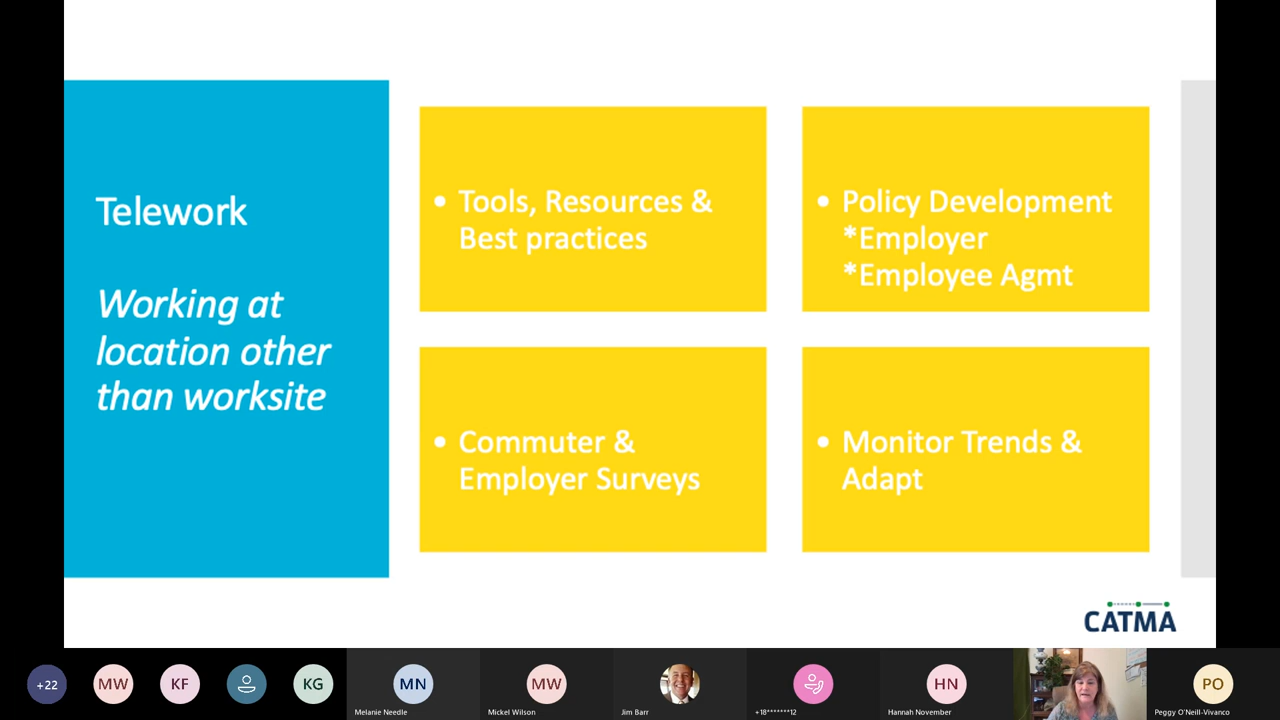 Telework
Working at
location other
than worksite
• Tools, Resources &
Best practices
• Policy Development
*Employer
*Employee Agmt
• Commuter &
Employer Surveys
• Monitor Trends &
Adapt
CATMA
+22
MW
KF
KG
MN
Melanie Needle
MW
Mickel Wilson
Jim Barr
+18*******12
HN
Hannah November
PO
Peggy O'Neill-Vivanco